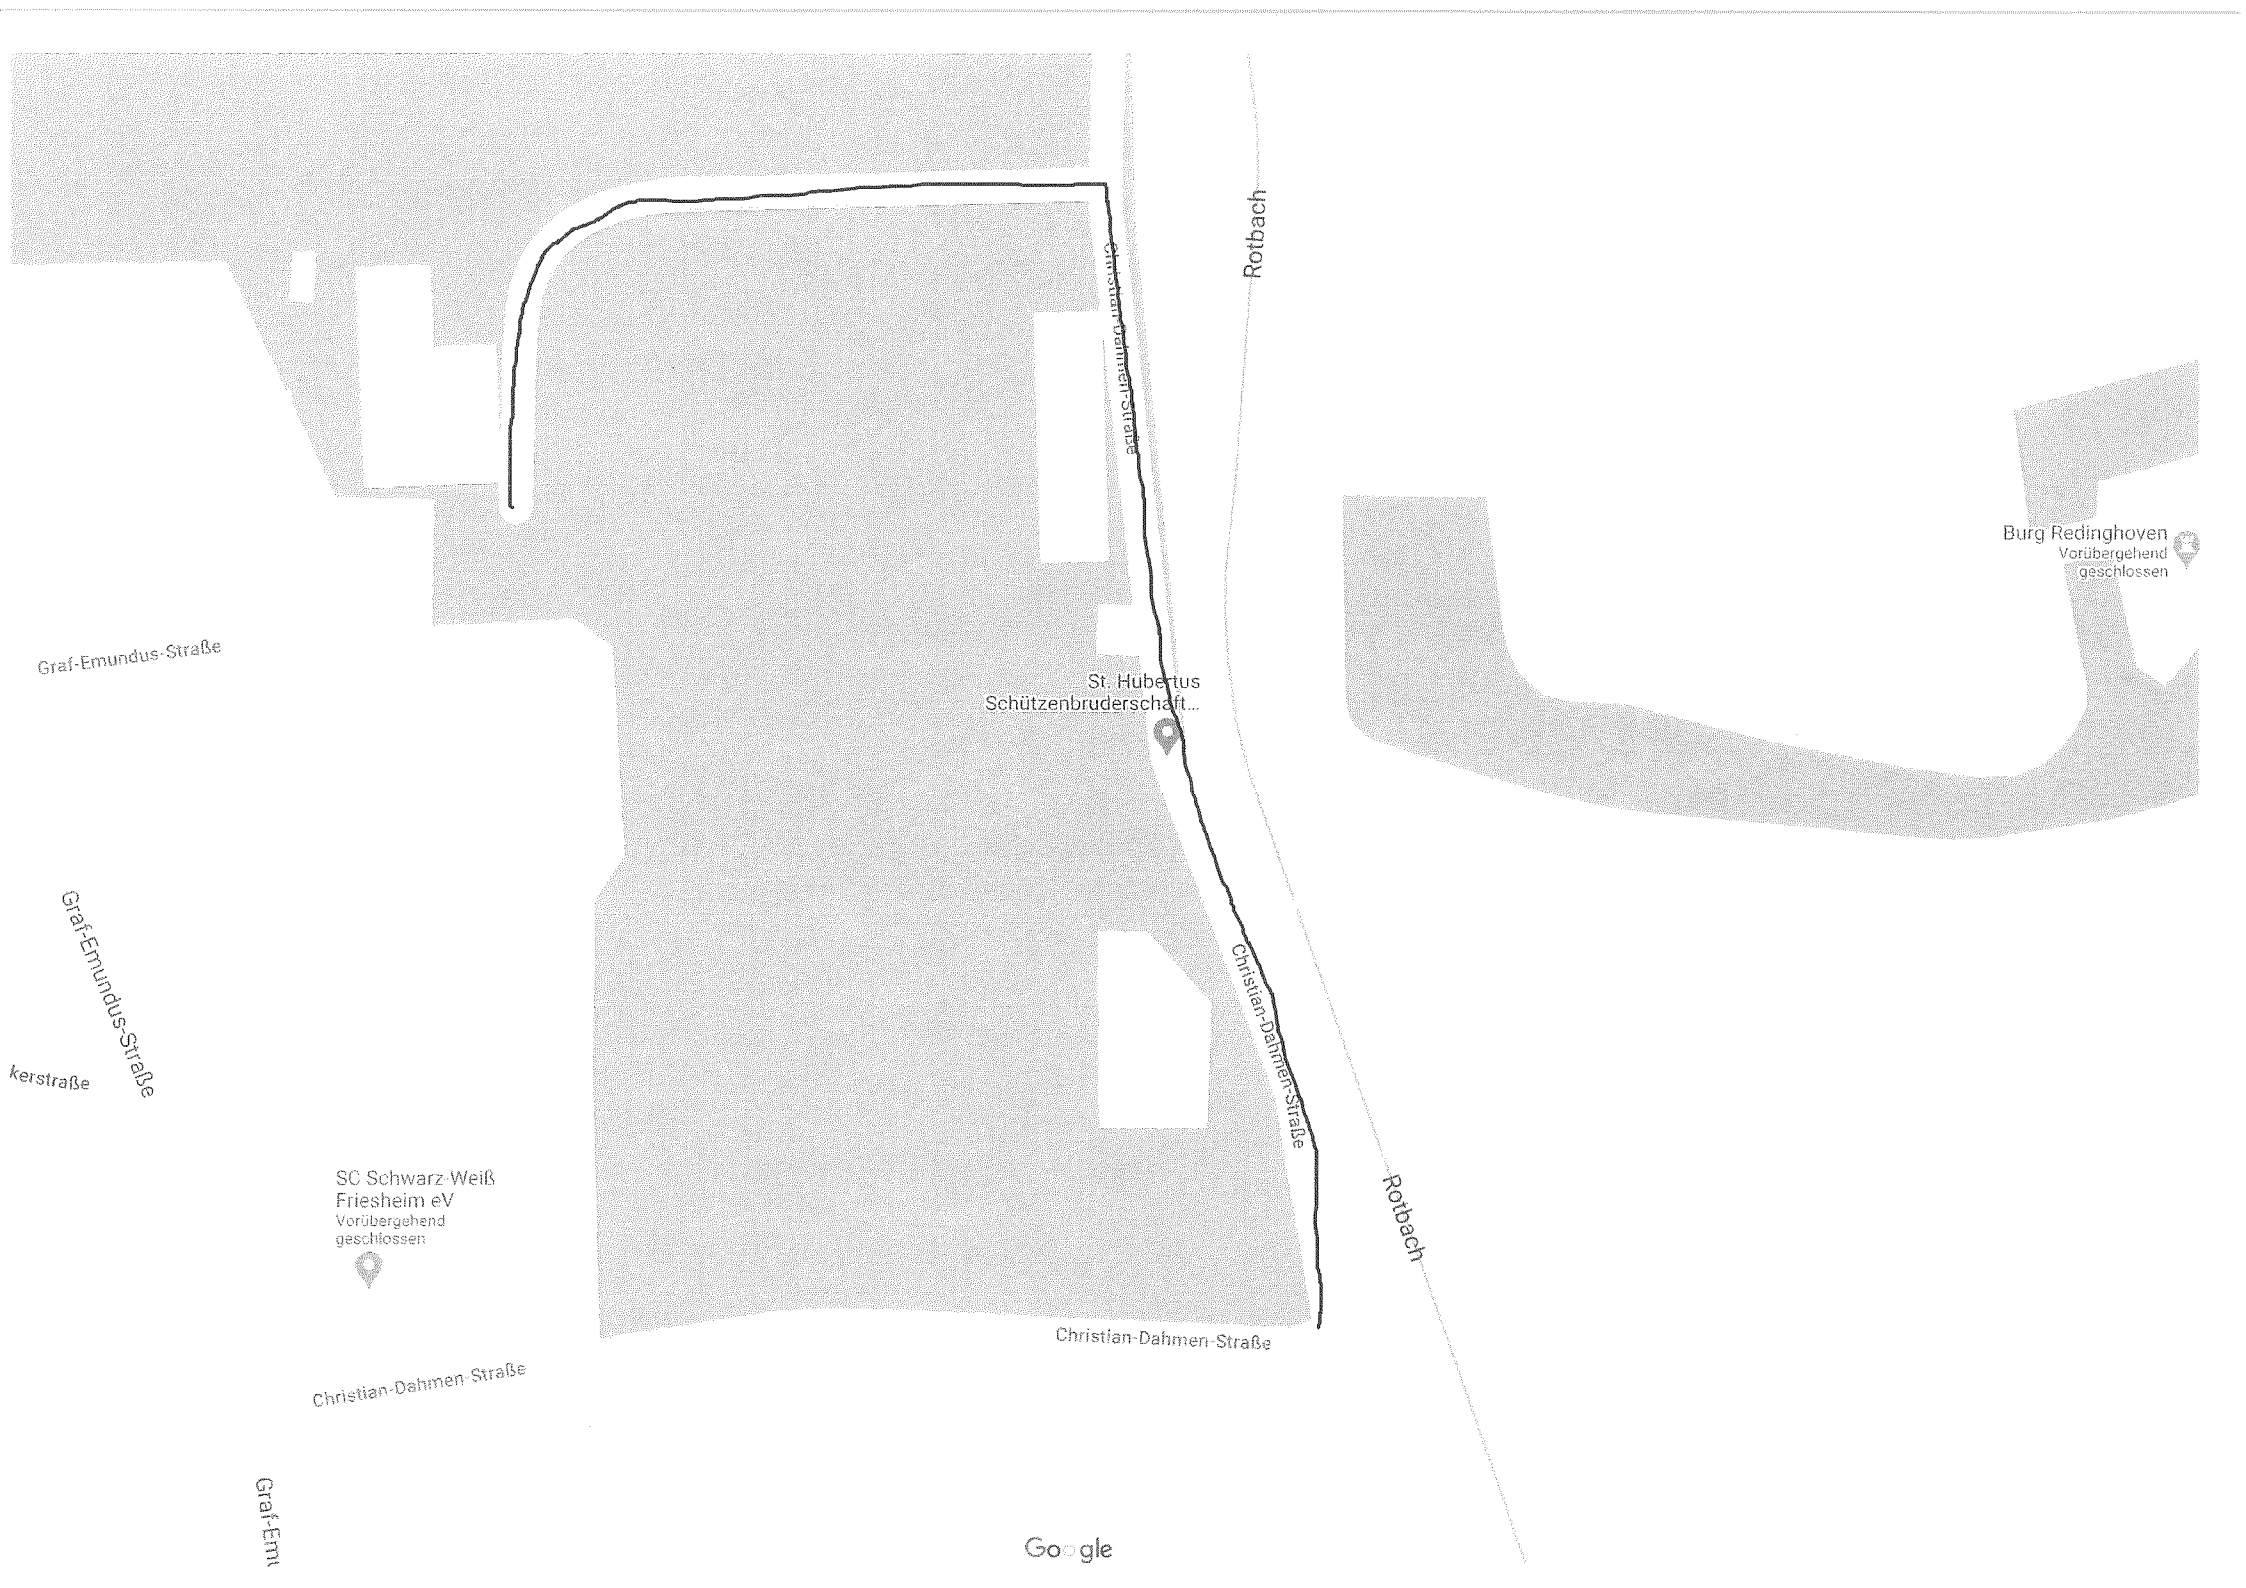 Rotbach
Christian-Dahmen-Straße
Burg Redinghoven
Vorübergehend
geschlossen
Graf-Emundus-Straße
St. Hubertus
Schützenbruderschaft...
Graf-Emundus-Straße
Christian-Dahmen-Straße
kerstraße
SC Schwarz-Weiß
Friesheim eV
Vorübergehend
geschlossen
Rotbach
Christian-Dahmen-Straße
Christian-Dahmen-Straße
Graf-Emu
Google